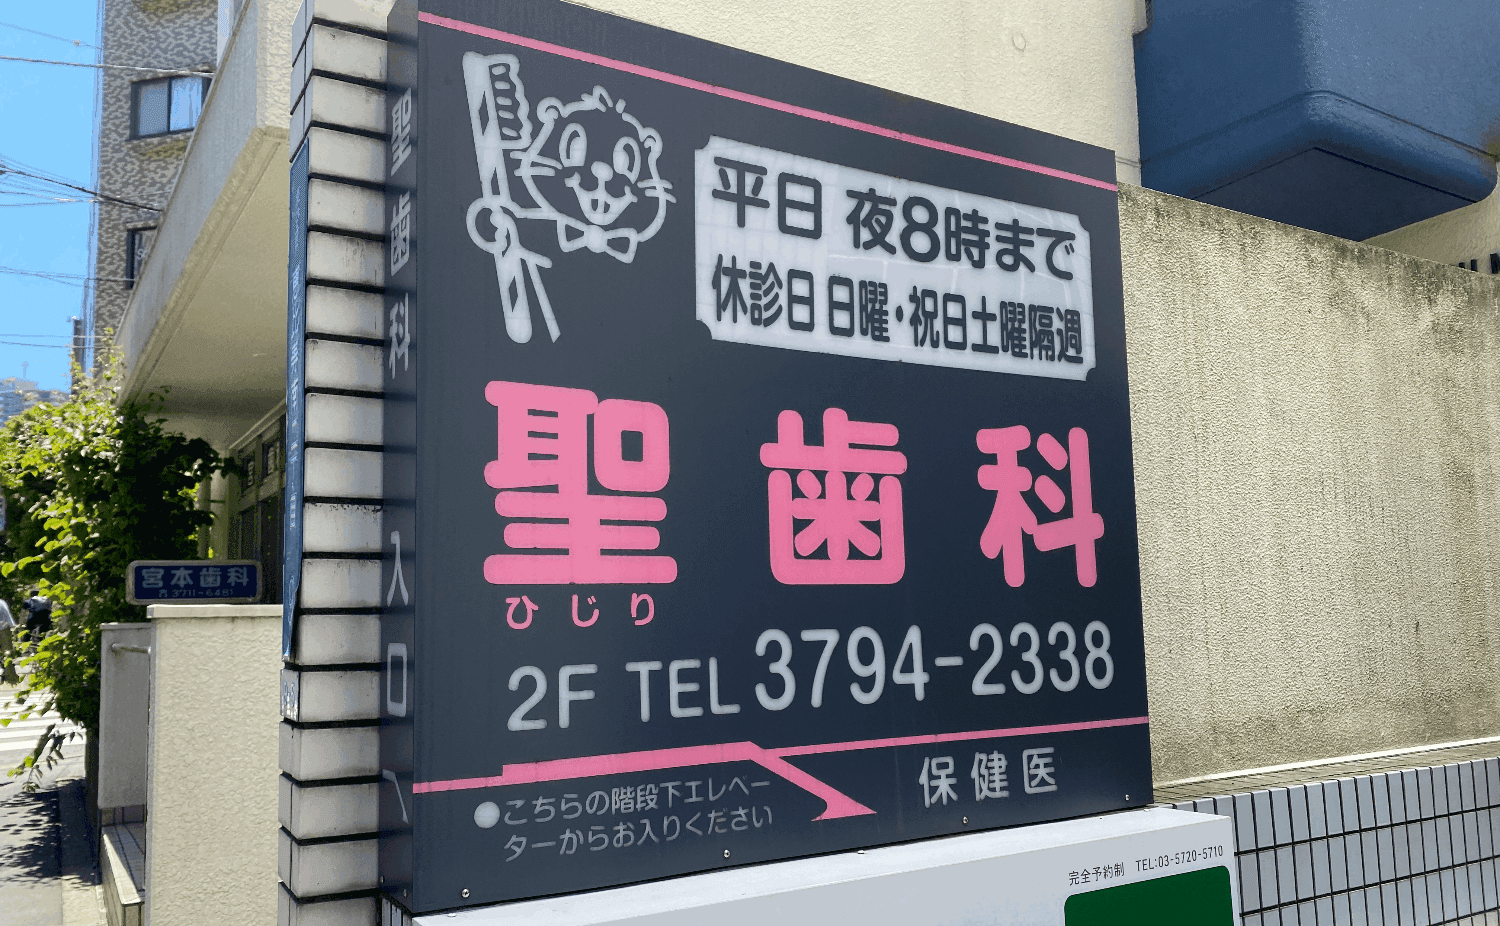 平日 夜8時まで
休診日 日曜・祝日土曜隔週
聖歯科
ひじり
2F TEL 3794-2338
保健医
●こちらの階段下エレベー
ターからお入りください
聖歯科 入口へ
宮本歯科
☎3711-6481
完全予約制 TEL:03-5720-5710